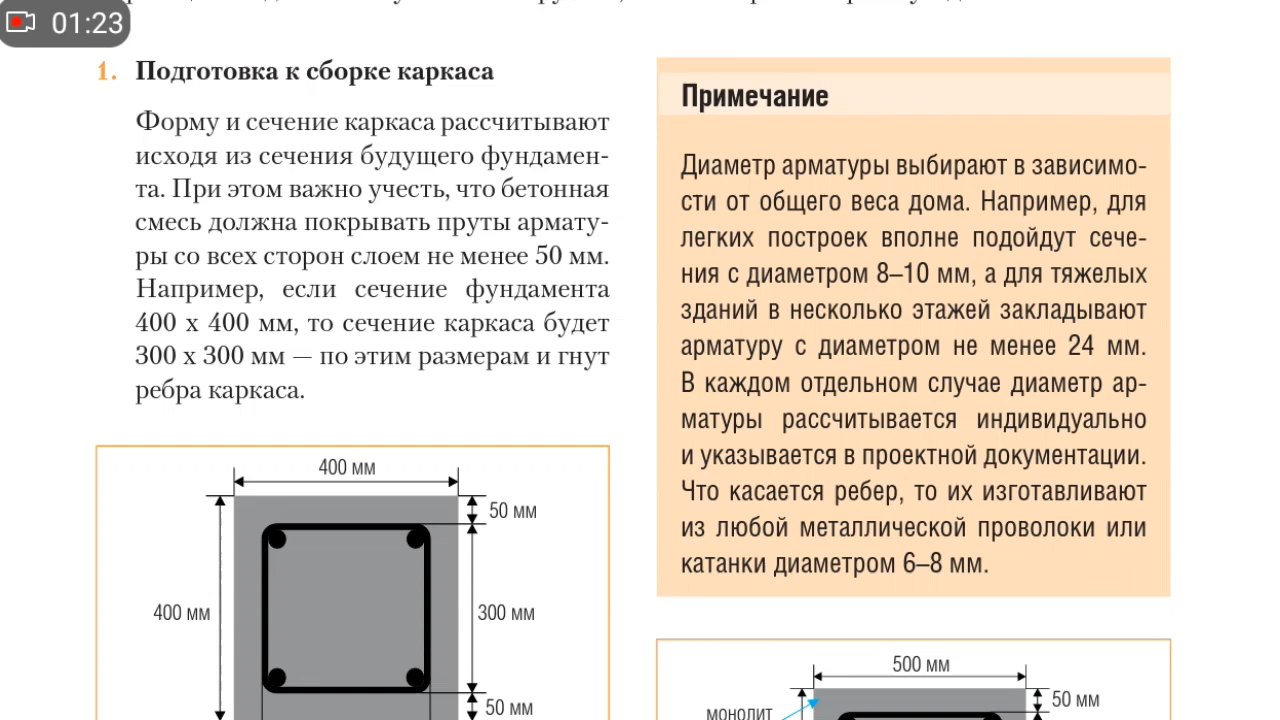 01:23
1. Подготовка к сборке каркаса
Форму и сечение каркаса рассчитывают
исходя из сечения будущего фундамен-
та. При этом важно учесть, что бетонная
смесь должна покрывать пруты армату-
ры со всех сторон слоем не менее 50 мм.
Например, если сечение фундамента
400 х 400 мм, то сечение каркаса будет
300 х 300 мм — по этим размерам и гнут
ребра каркаса.
400 мм
50 мм
400 мм
300 мм
50 мм
Примечание
Диаметр арматуры выбирают в зависимо-
сти от общего веса дома. Например, для
легких построек вполне подойдут сече-
ния с диаметром 8–10 мм, а для тяжелых
зданий в несколько этажей закладывают
арматуру с диаметром не менее 24 мм.
В каждом отдельном случае диаметр ар-
матуры рассчитывается индивидуально
и указывается в проектной документации.
Что касается ребер, то их изготавливают
из любой металлической проволоки или
катанки диаметром 6–8 мм.
500 мм
50 мм
монолит